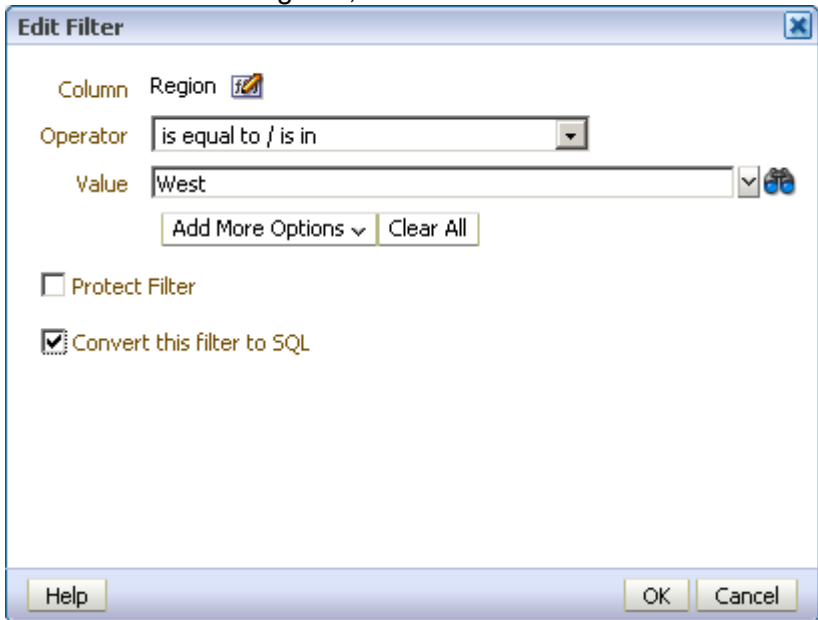 Edit Filter
Column Region
Operator is equal to / is in
Value West
Add More Options Clear All
Protect Filter
Convert this filter to SQL
Help OK Cancel